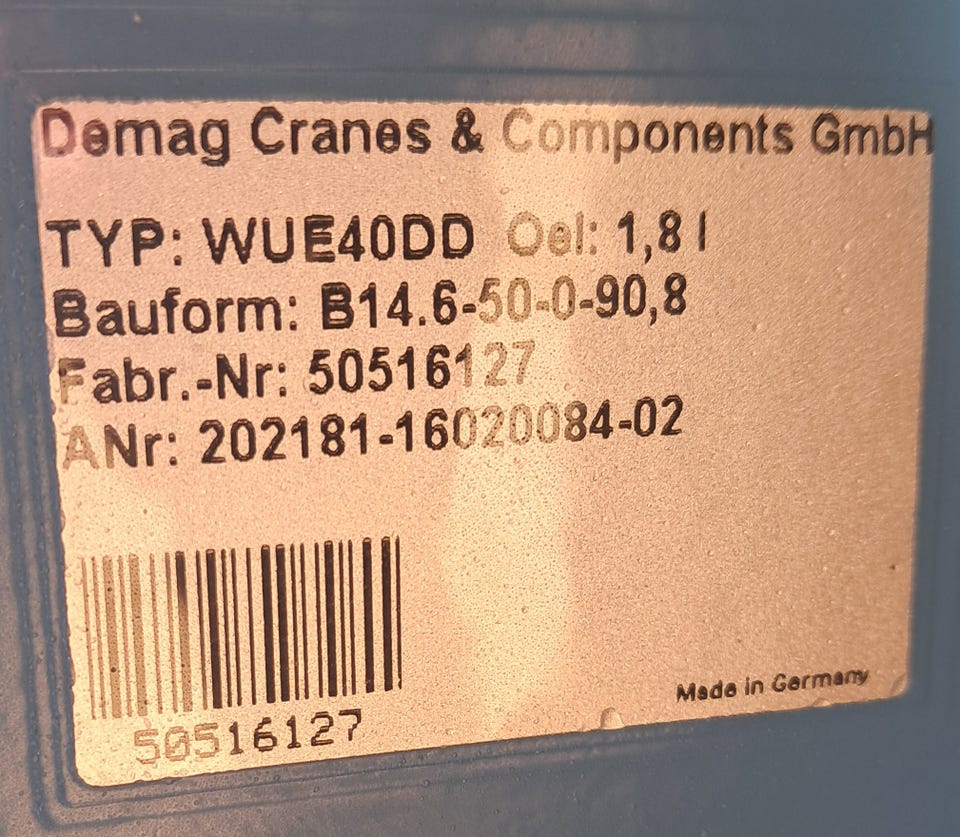 Demag Cranes & Components GmbH
TYP: WUE40DD Oel: 1,8 l
Bauform: B14.6-50-0-90,8
Fabr.-Nr: 50516127
ANr: 202181-16020084-02
50516127
Made in Germany